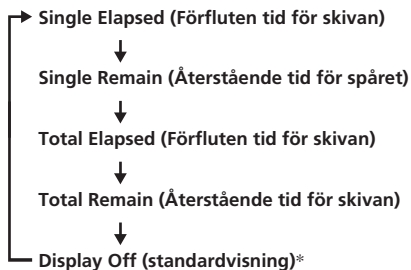 Single Elapsed (Förfluten tid för skivan)
Single Remain (Återstående tid för spåret)
Total Elapsed (Förfluten tid för skivan)
Total Remain (Återstående tid för skivan)
Display Off (standardvisning)*